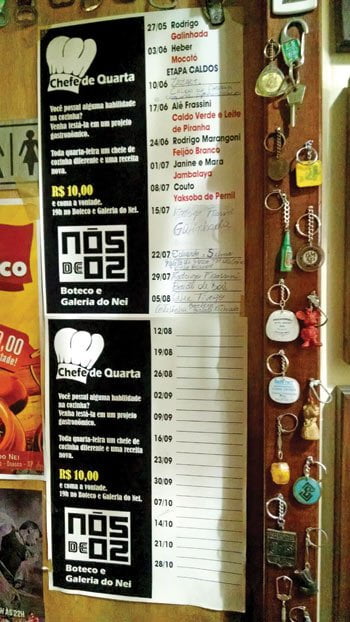 Chefe de Quarta
Você possui alguma habilidade
na cozinha?
Venha testá-la em um projeto
gastronômico.
Toda quarta-feira um chefe de
cozinha diferente e uma receita
nova.
R$ 10,00
e coma a vontade.
19h no Boteco e Galeria do Nei.
NÓS
DE 02
Boteco e
Galeria do Nei
27/05 Rodrigo
Galinhada
03/06 Heber
Mocotó
ETAPA CALDOS
10/06
17/06 Alê Frassini
Caldo Verde e Leite
de Piranha
24/06 Rodrigo Marangoni
Feijão Branco
01/07 Janine e Mara
Jambalaya
08/07 Couto
Yaksoba de Pernil
15/07
22/07
29/07
05/08
Chefe de Quarta
Você possui alguma habilidade
na cozinha?
Venha testá-la em um projeto
gastronômico.
Toda quarta-feira um chefe de
cozinha diferente e uma receita
nova.
R$ 10,00
e coma a vontade.
19h no Boteco e Galeria do Nei.
NÓS
DE 02
Boteco e
Galeria do Nei
12/08
19/08
26/08
02/09
09/09
16/09
23/09
30/09
07/10
14/10
21/10
28/10